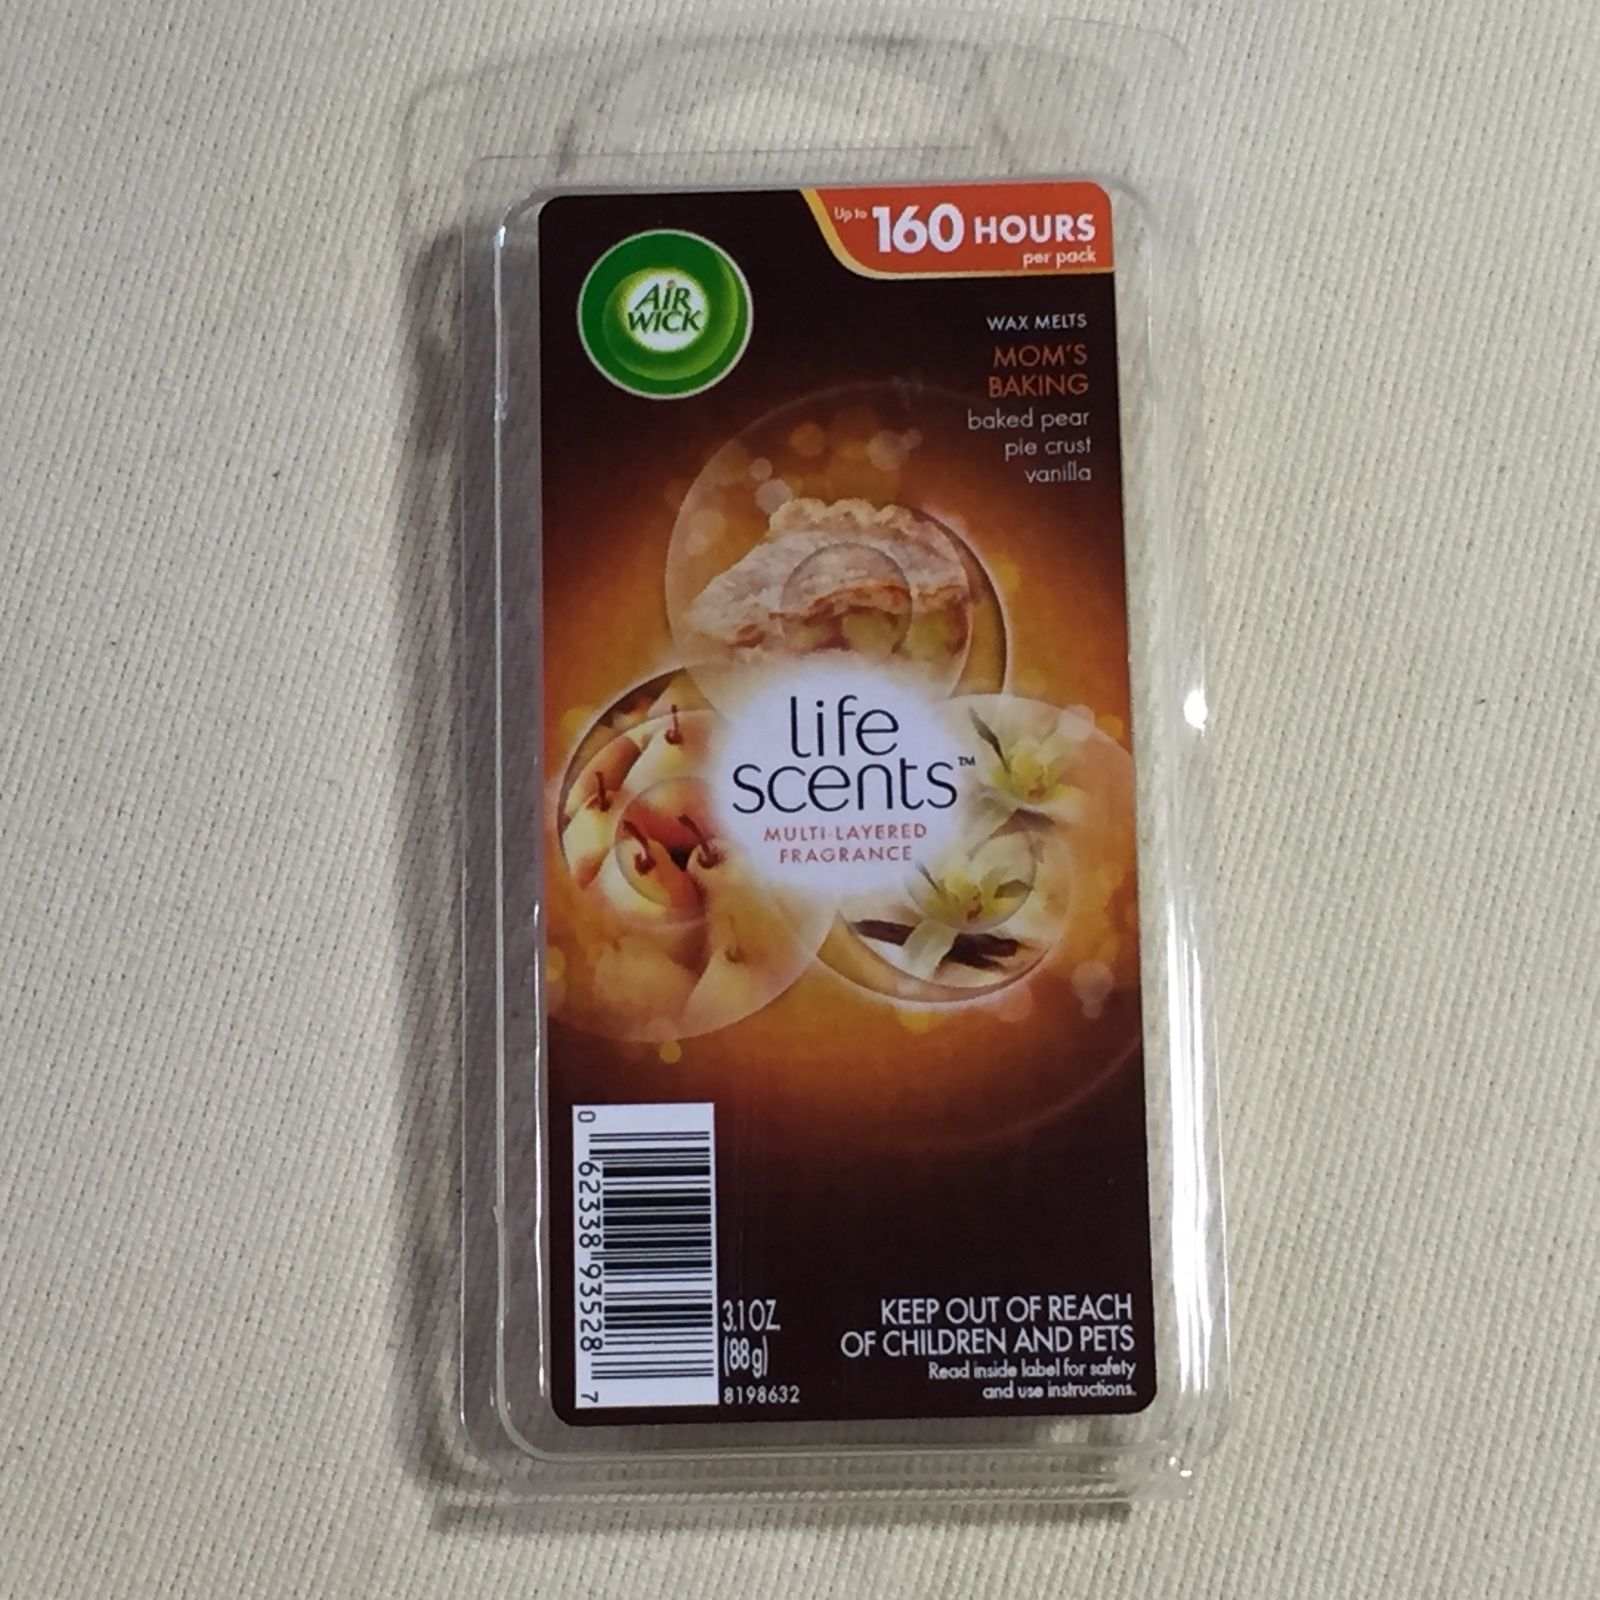 Up to 160 HOURS
per pack
AIR
WICK
WAX MELTS
MOM'S
BAKING
baked pear
pie crust
vanilla
life
scents™
MULTI-LAYERED
FRAGRANCE
0 62338 93528 7
3.1 OZ
(88g)
8198632
KEEP OUT OF REACH
OF CHILDREN AND PETS
Read inside label for safety
and use instructions.